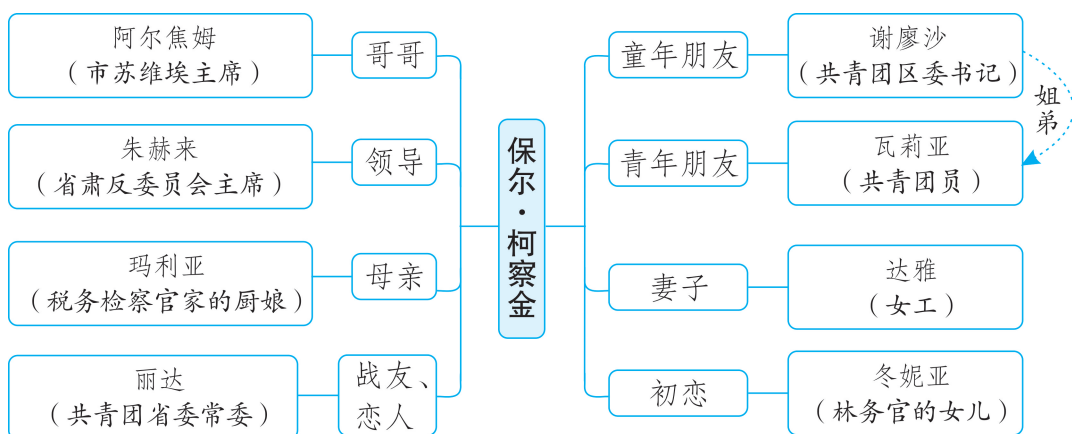 阿尔焦姆
（市苏维埃主席）
哥哥
朱赫来
（省肃反委员会主席）
领导
玛利亚
（税务检察官家的厨娘）
母亲
丽达
（共青团省委常委）
战友、
恋人
保尔·柯察金
童年朋友
谢廖沙
（共青团区委书记）
姐弟
青年朋友
瓦莉亚
（共青团员）
妻子
达雅
（女工）
初恋
冬妮亚
（林务官的女儿）